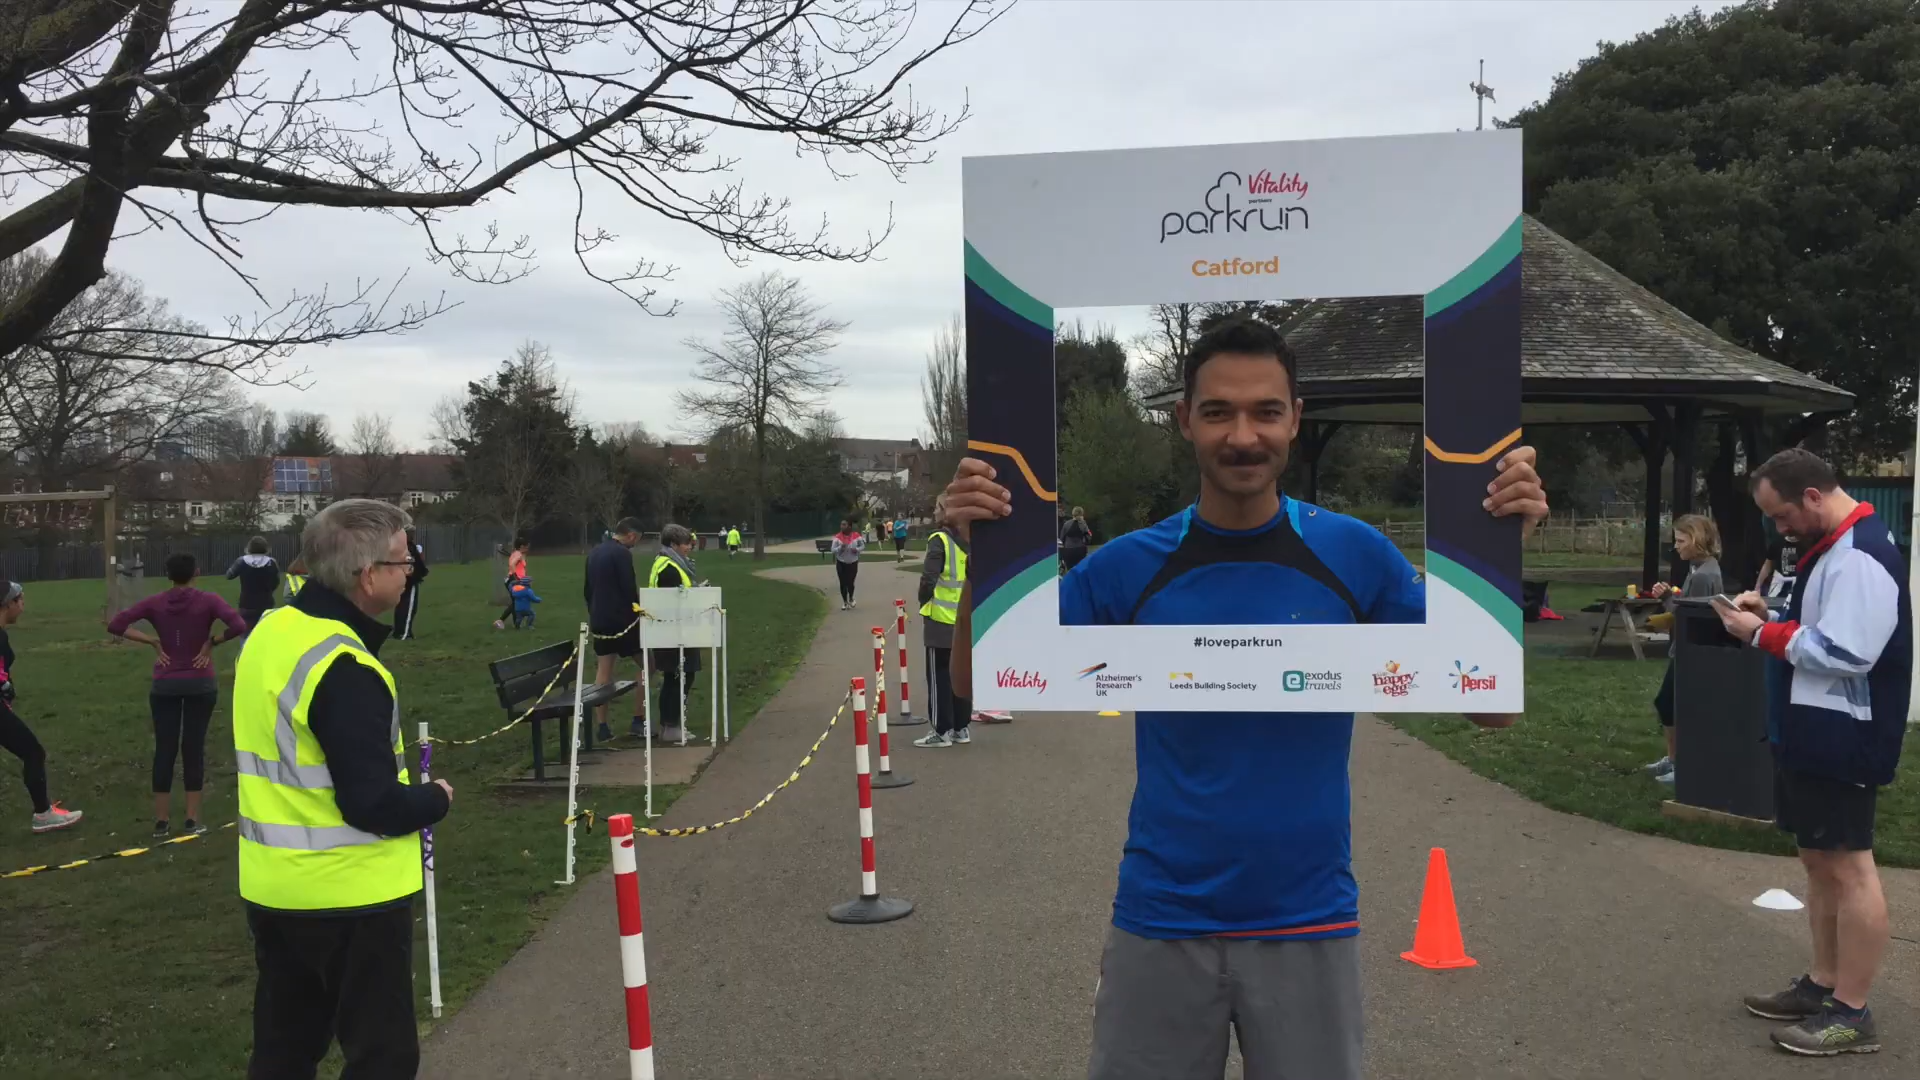 Vitality
partners
parkrun
Catford
#loveparkrun
Vitality
Alzheimer's
Research
UK
Leeds Building Society
exodus
travels
happy
egg
Persil